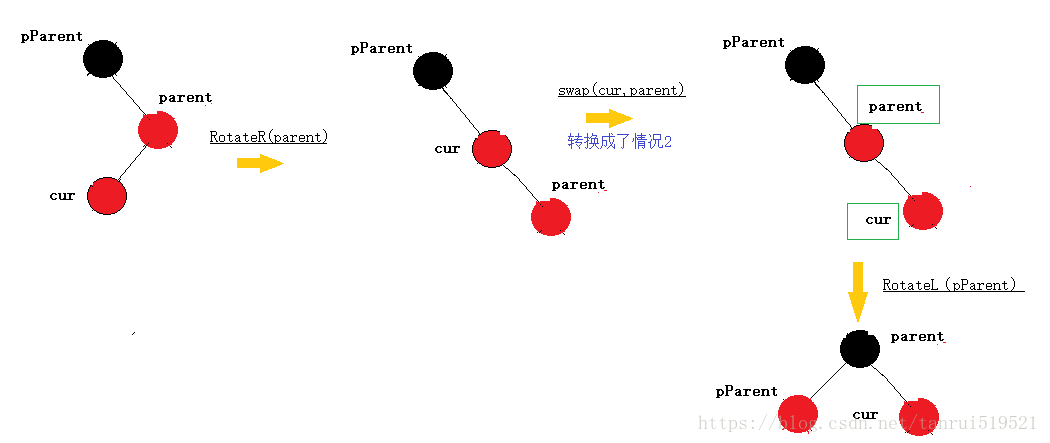 pParent
parent
cur
RotateR(parent)
pParent
cur
parent
swap(cur,parent)
转换成了情况2
pParent
parent
cur
RotateL（pParent）
parent
pParent
cur
https://blog.csdn.net/tanrui519521